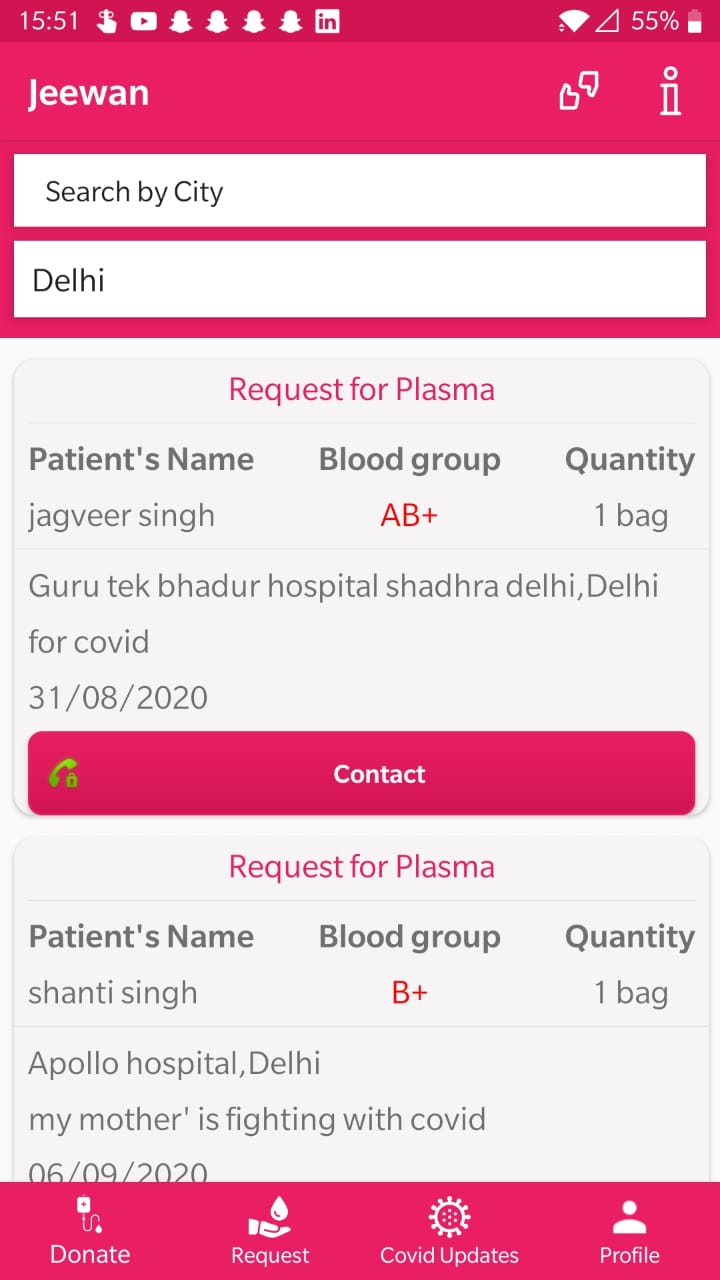 15:51 in 55%
Jeewan
Search by City
Delhi
Request for Plasma
Patient's Name Blood group Quantity
jagveer singh AB+ 1 bag
Guru tek bhadur hospital shadhra delhi,Delhi
for covid
31/08/2020
Contact
Request for Plasma
Patient's Name Blood group Quantity
shanti singh B+ 1 bag
Apollo hospital,Delhi
my mother' is fighting with covid
06/09/2020
Donate Request Covid Updates Profile